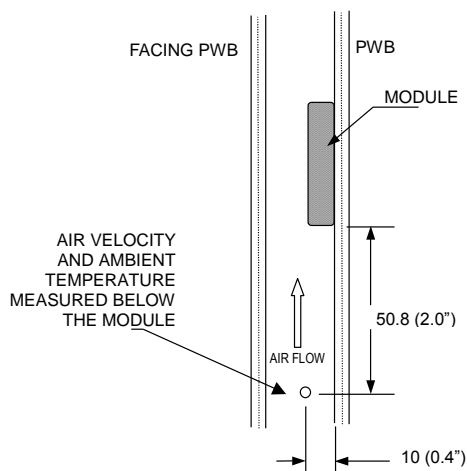 FACING PWB
PWB
MODULE
AIR VELOCITY
AND AMBIENT
TEMPERATURE
MEASURED BELOW
THE MODULE
50.8 (2.0”)
AIR FLOW
10 (0.4”)